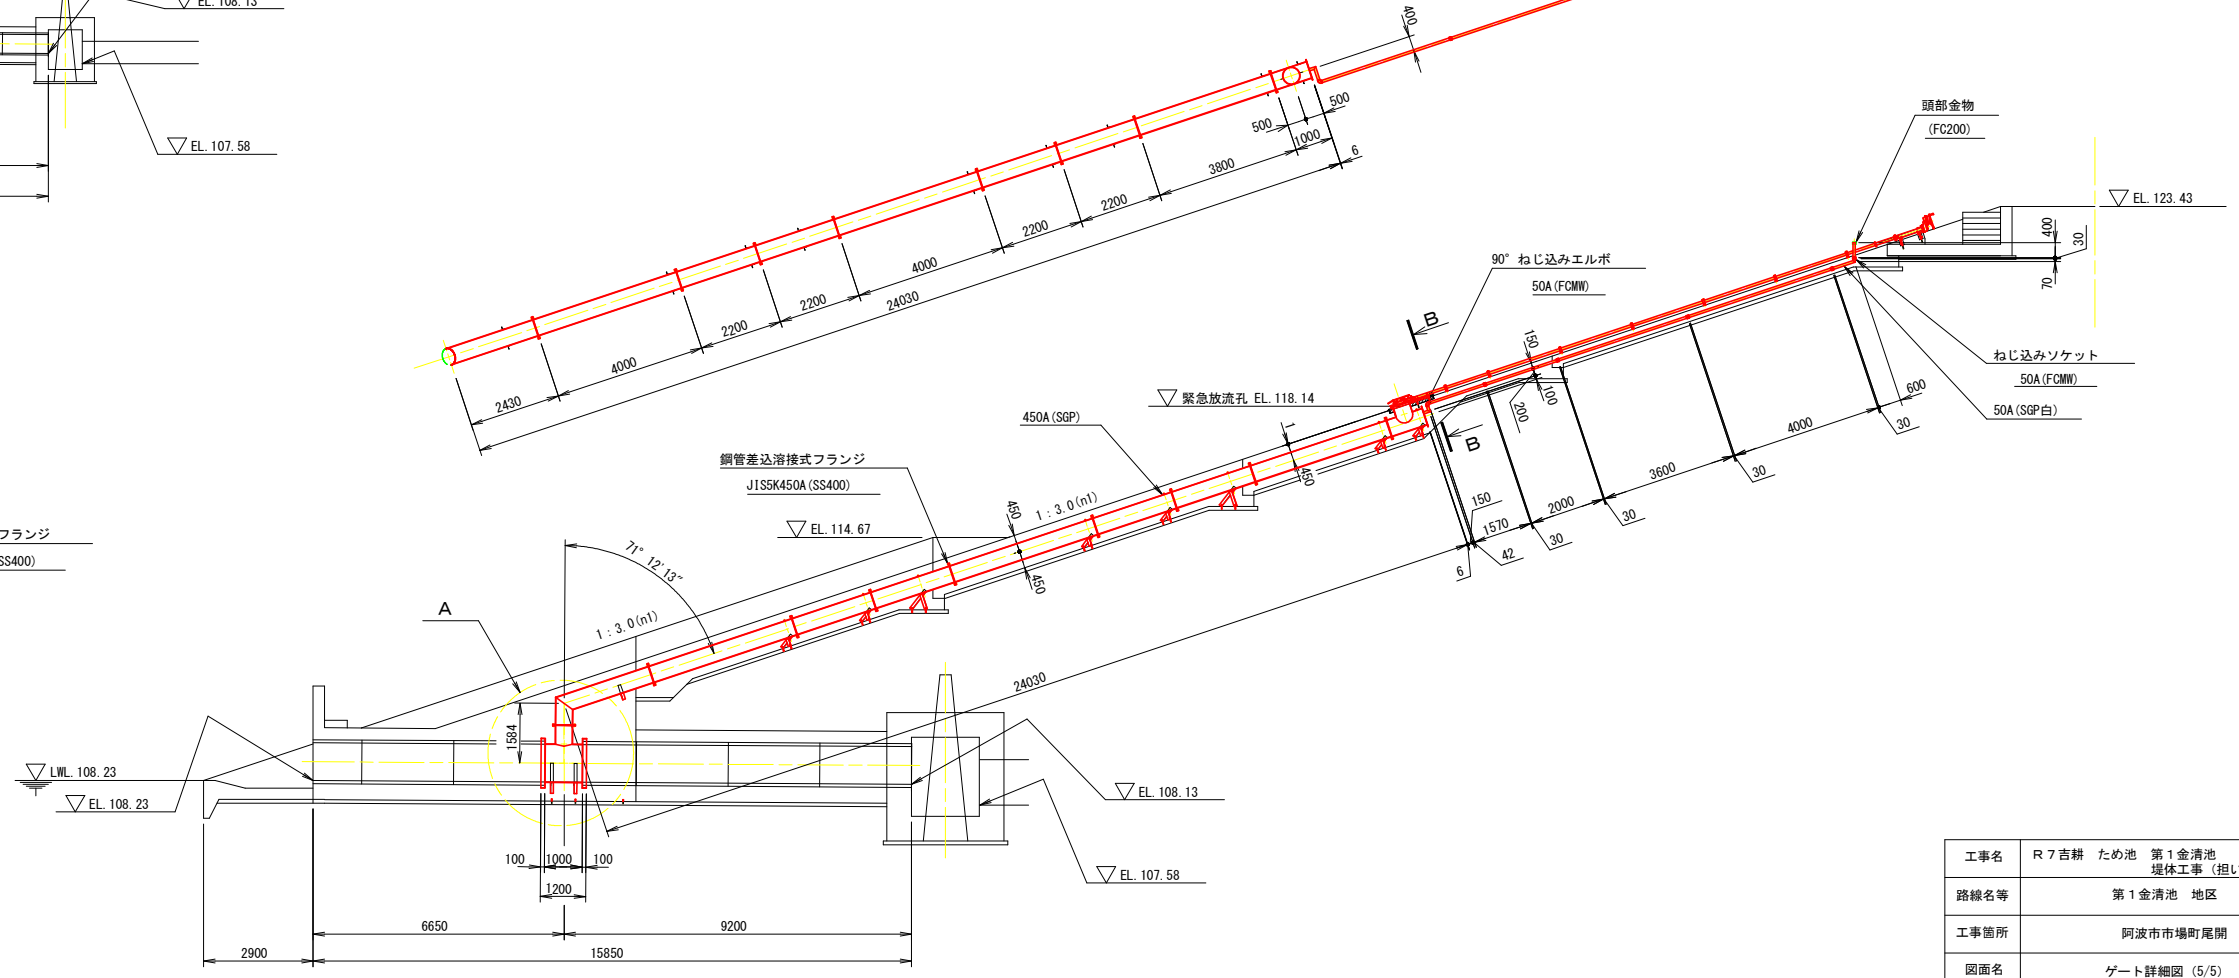 EL.108.13
EL.107.58
400
500
500
1000
6
3800
2200
2200
4000
24030
2200
2200
4000
2430
頭部金物
(FC200)
EL.123.43
400
30
70
90° ねじ込みエルボ
50A(FCMW)
B
B
ねじ込みソケット
50A(FCMW)
50A(SGP白)
緊急放流孔 EL.118.14
150
100
200
600
30
4000
30
3600
30
2000
30
1570
150
42
6
450A(SGP)
1
450
鋼管差込溶接式フランジ
JIS5K450A(SS400)
1:3.0(n1)
450
450
EL.114.67
71° 12'13"
1:3.0(n1)
フランジ
SS400)
A
24030
1584
LWL.108.23
EL.108.23
EL.108.13
EL.107.58
100
1000
100
1200
6650
9200
2900
15850
工事名 R7吉耕 ため池 第1金清池
堤体工事(担い
路線名等 第1金清池 地区
工事箇所 阿波市市場町尾開
図面名 ゲート詳細図 (5/5)